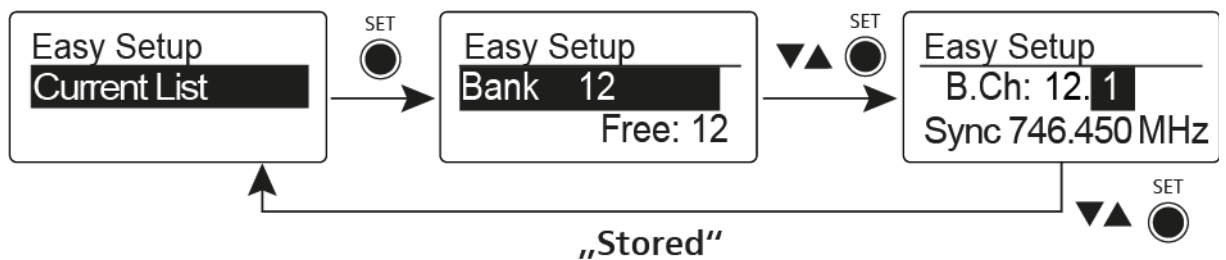 Easy Setup
Current List
SET
Easy Setup
Bank 12
Free: 12
SET
Easy Setup
B.Ch: 12. 1
Sync 746.450 MHz
SET
„Stored“